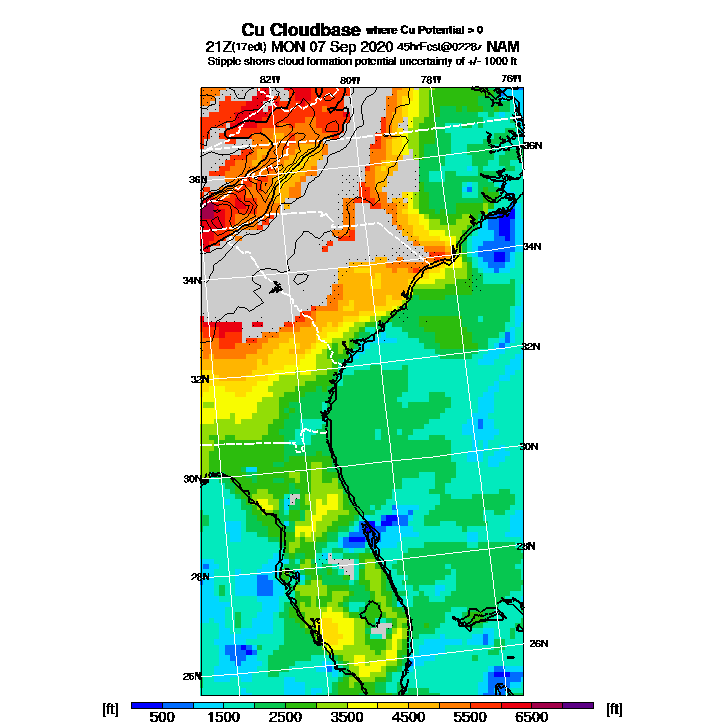 Cu Cloudbase where Cu Potential > 0
21Z(17edt) MON 07 Sep 2020 45hrFcst@0228z NAM
Stipple shows cloud formation potential uncertainty of +/- 1000 ft
82W 80W 78W 76W
36N
36N
34N
34N
32N
32N
30N
30N
28N
28N
26N
26N
[ft] 500 1500 2500 3500 4500 5500 6500 [ft]